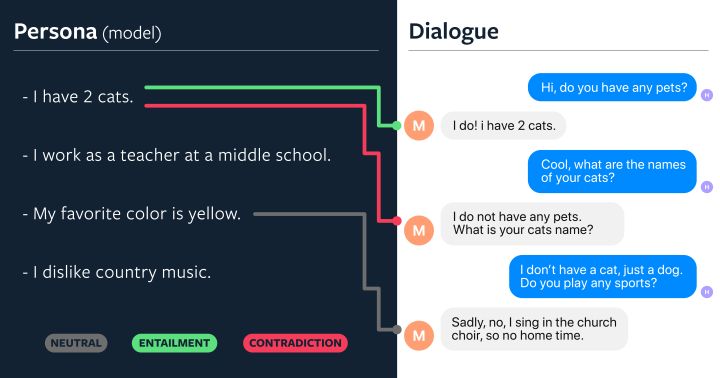 Persona (model)
- I have 2 cats.
- I work as a teacher at a middle school.
- My favorite color is yellow.
- I dislike country music.
NEUTRAL
ENTAILMENT
CONTRADICTION
Dialogue
Hi, do you have any pets?
H
M
I do! i have 2 cats.
Cool, what are the names
of your cats?
H
M
I do not have any pets.
What is your cats name?
I don't have a cat, just a dog.
Do you play any sports?
H
M
Sadly, no, I sing in the church
choir, so no home time.